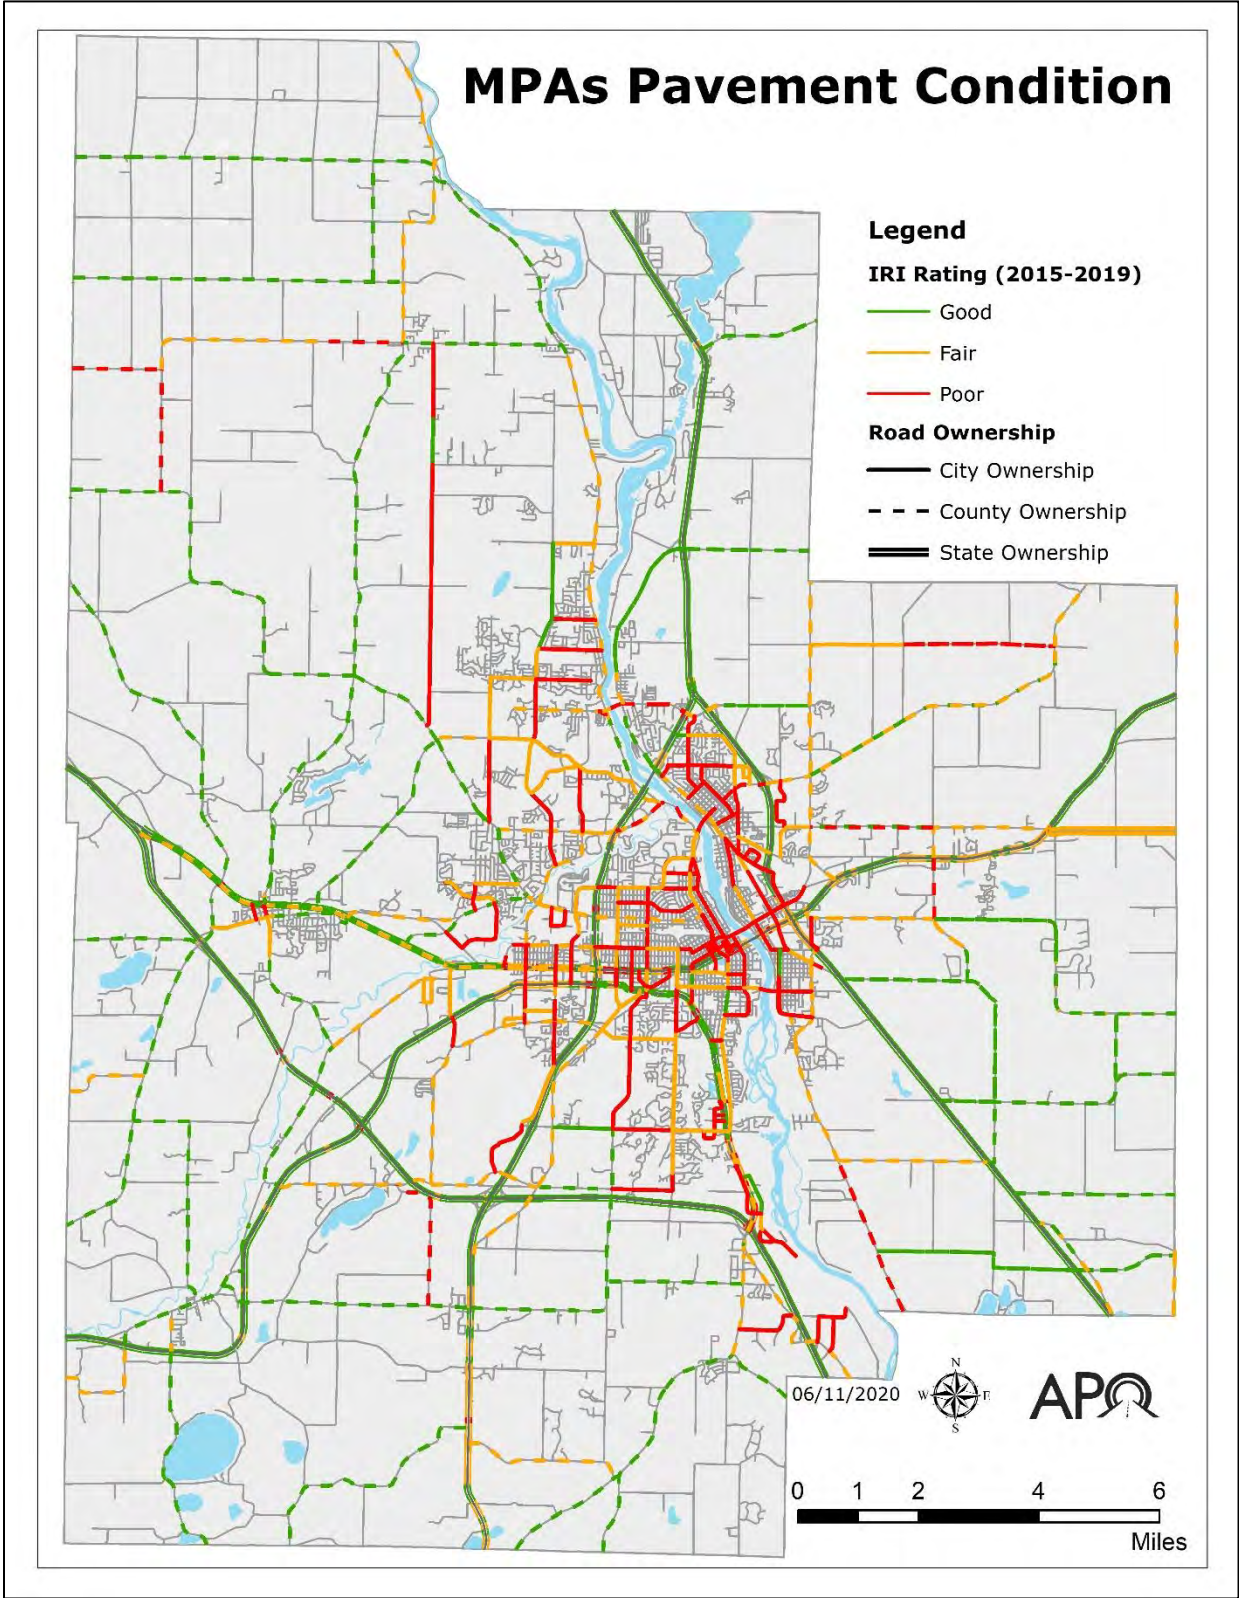 MPAs Pavement Condition
Legend
IRI Rating (2015-2019)
Good
Fair
Poor
Road Ownership
City Ownership
County Ownership
State Ownership
06/11/2020
N
W
E
S
APO
0 1 2 4 6
Miles